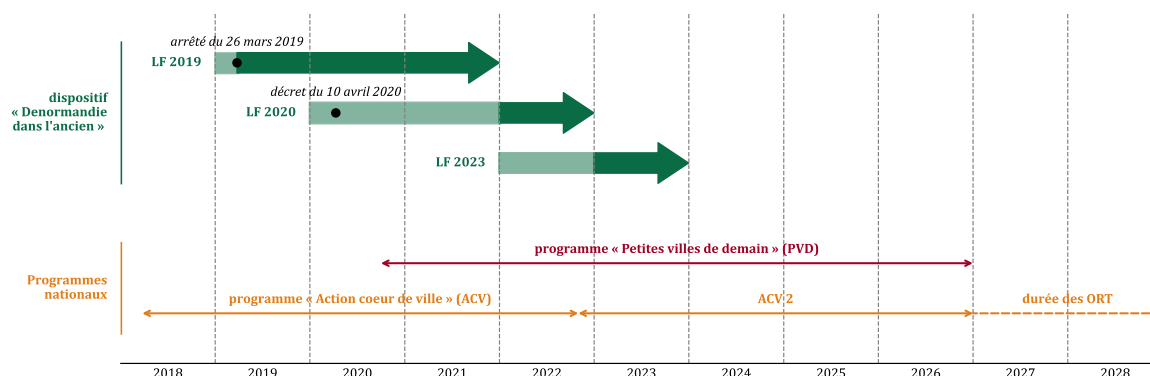 arrêté du 26 mars 2019
LF 2019
décret du 10 avril 2020
LF 2020
dispositif
« Denormandie
dans l'ancien »
LF 2023
programme « Petites villes de demain » (PVD)
Programmes
nationaux
programme « Action coeur de ville » (ACV)
ACV 2
durée des ORT
2018 2019 2020 2021 2022 2023 2024 2025 2026 2027 2028